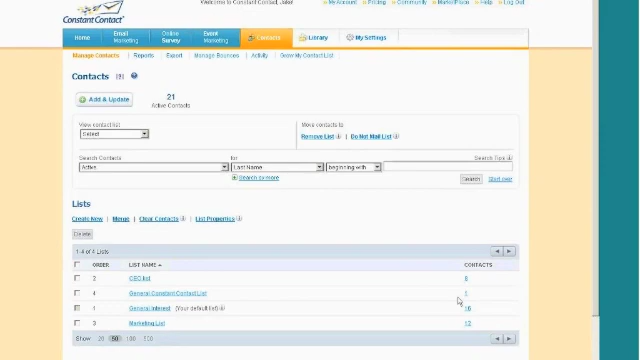 Constant Contact
Welcome to Constant Contact, Jake!
My Account | Pricing Community MarketPlace Help Log Out
Home Email Marketing Online Survey Event Marketing Contacts Library My Settings
Manage Contacts | Reports | Export | Manage Bounces | Activity | Grow My Contact List
Contacts
Add & Update
21
Active Contacts
View contact list
Select
More contacts to
Remove List | Do Not Mail List
Search Contacts for Search Tips
Active Last Name beginning with
Search by more
Search Start over
Lists
Create New | Merge | Clear Contacts | List Properties
Delete
1-4 of 4 Lists
ORDER LIST NAME CONTACTS
2 CEO list 8
4 General Constant Contact List 1
1 General Interest (Your default list) 16
3 Marketing List 12
Show 20 50 100 500